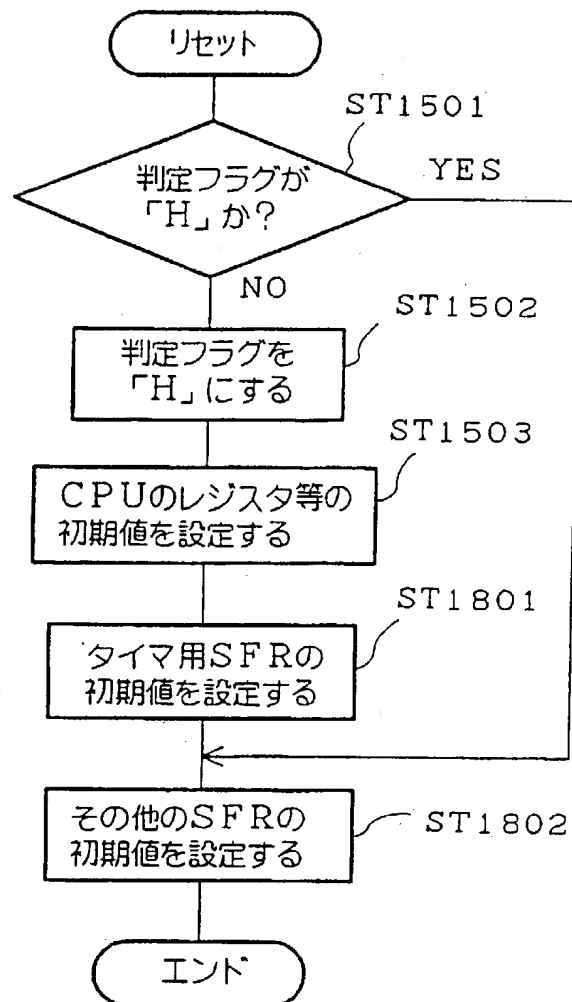 リセット
ST1501
判定フラグが
「H」か?
YES
NO
ST1502
判定フラグを
「H」にする
ST1503
CPUのレジスタ等の
初期値を設定する
ST1801
タイマ用SFRの
初期値を設定する
その他のSFRの
初期値を設定する
ST1802
エンド